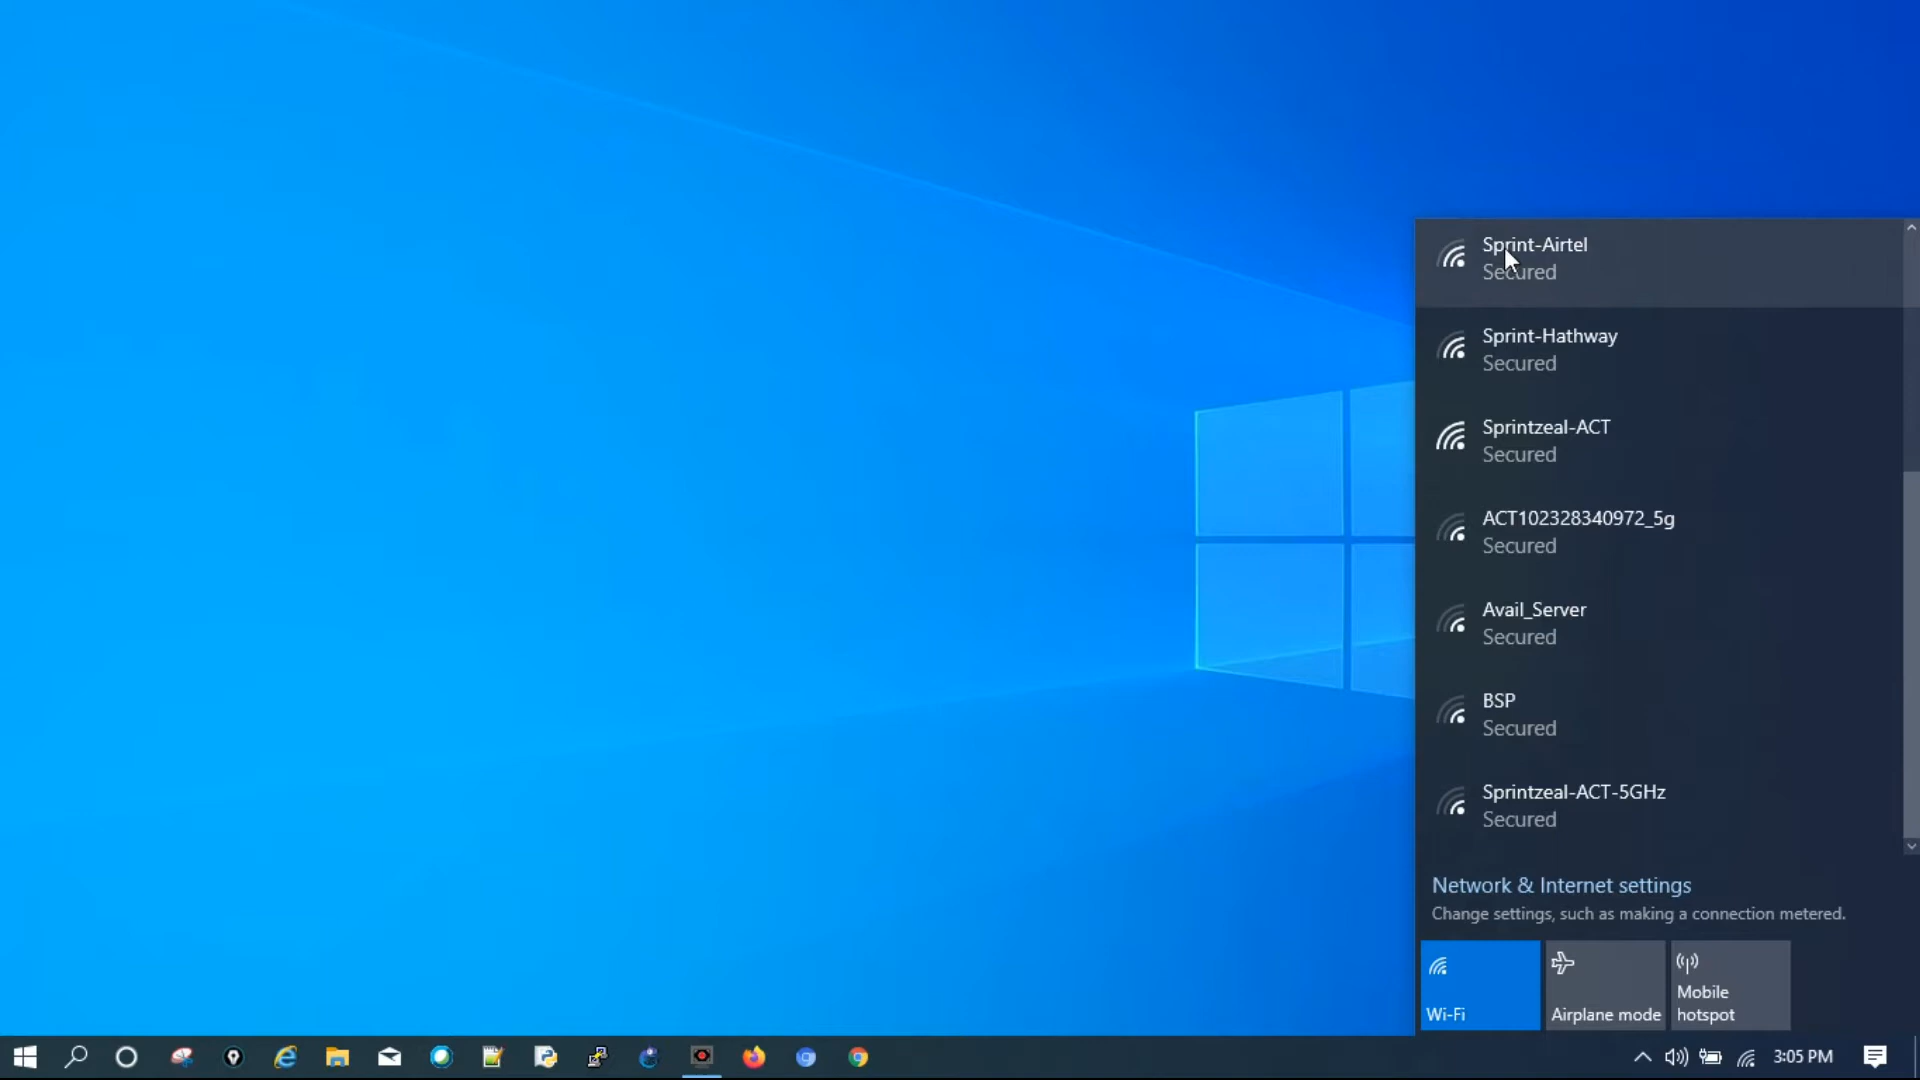 Sprint-Airtel
Secured
Sprint-Hathway
Secured
Sprintzeal-ACT
Secured
ACT102328340972_5g
Secured
Avail_Server
Secured
BSP
Secured
Sprintzeal-ACT-5GHz
Secured
Network & Internet settings
Change settings, such as making a connection metered.
Wi-Fi
Airplane mode
Mobile
hotspot
3:05 PM